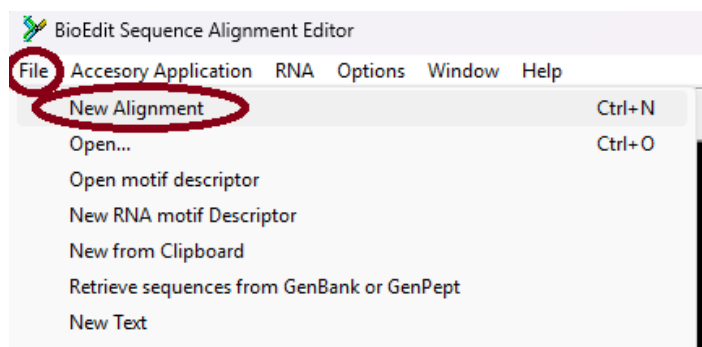 BioEdit Sequence Alignment Editor
File Accesory Application RNA Options Window Help
New Alignment Ctrl+N
Open... Ctrl+O
Open motif descriptor
New RNA motif Descriptor
New from Clipboard
Retrieve sequences from GenBank or GenPept
New Text